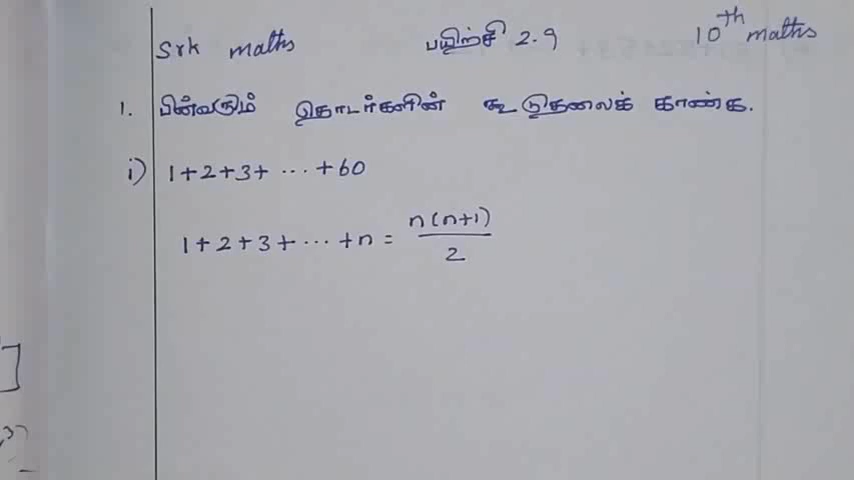 Srk maths பயிற்சி 2.9 10th maths
1. பின்வரும் தொடர்களின் கூடுதலைக் காண்க.
i) 1+2+3+ ... +60
1+2+3+ ... +n = n(n+1)/2